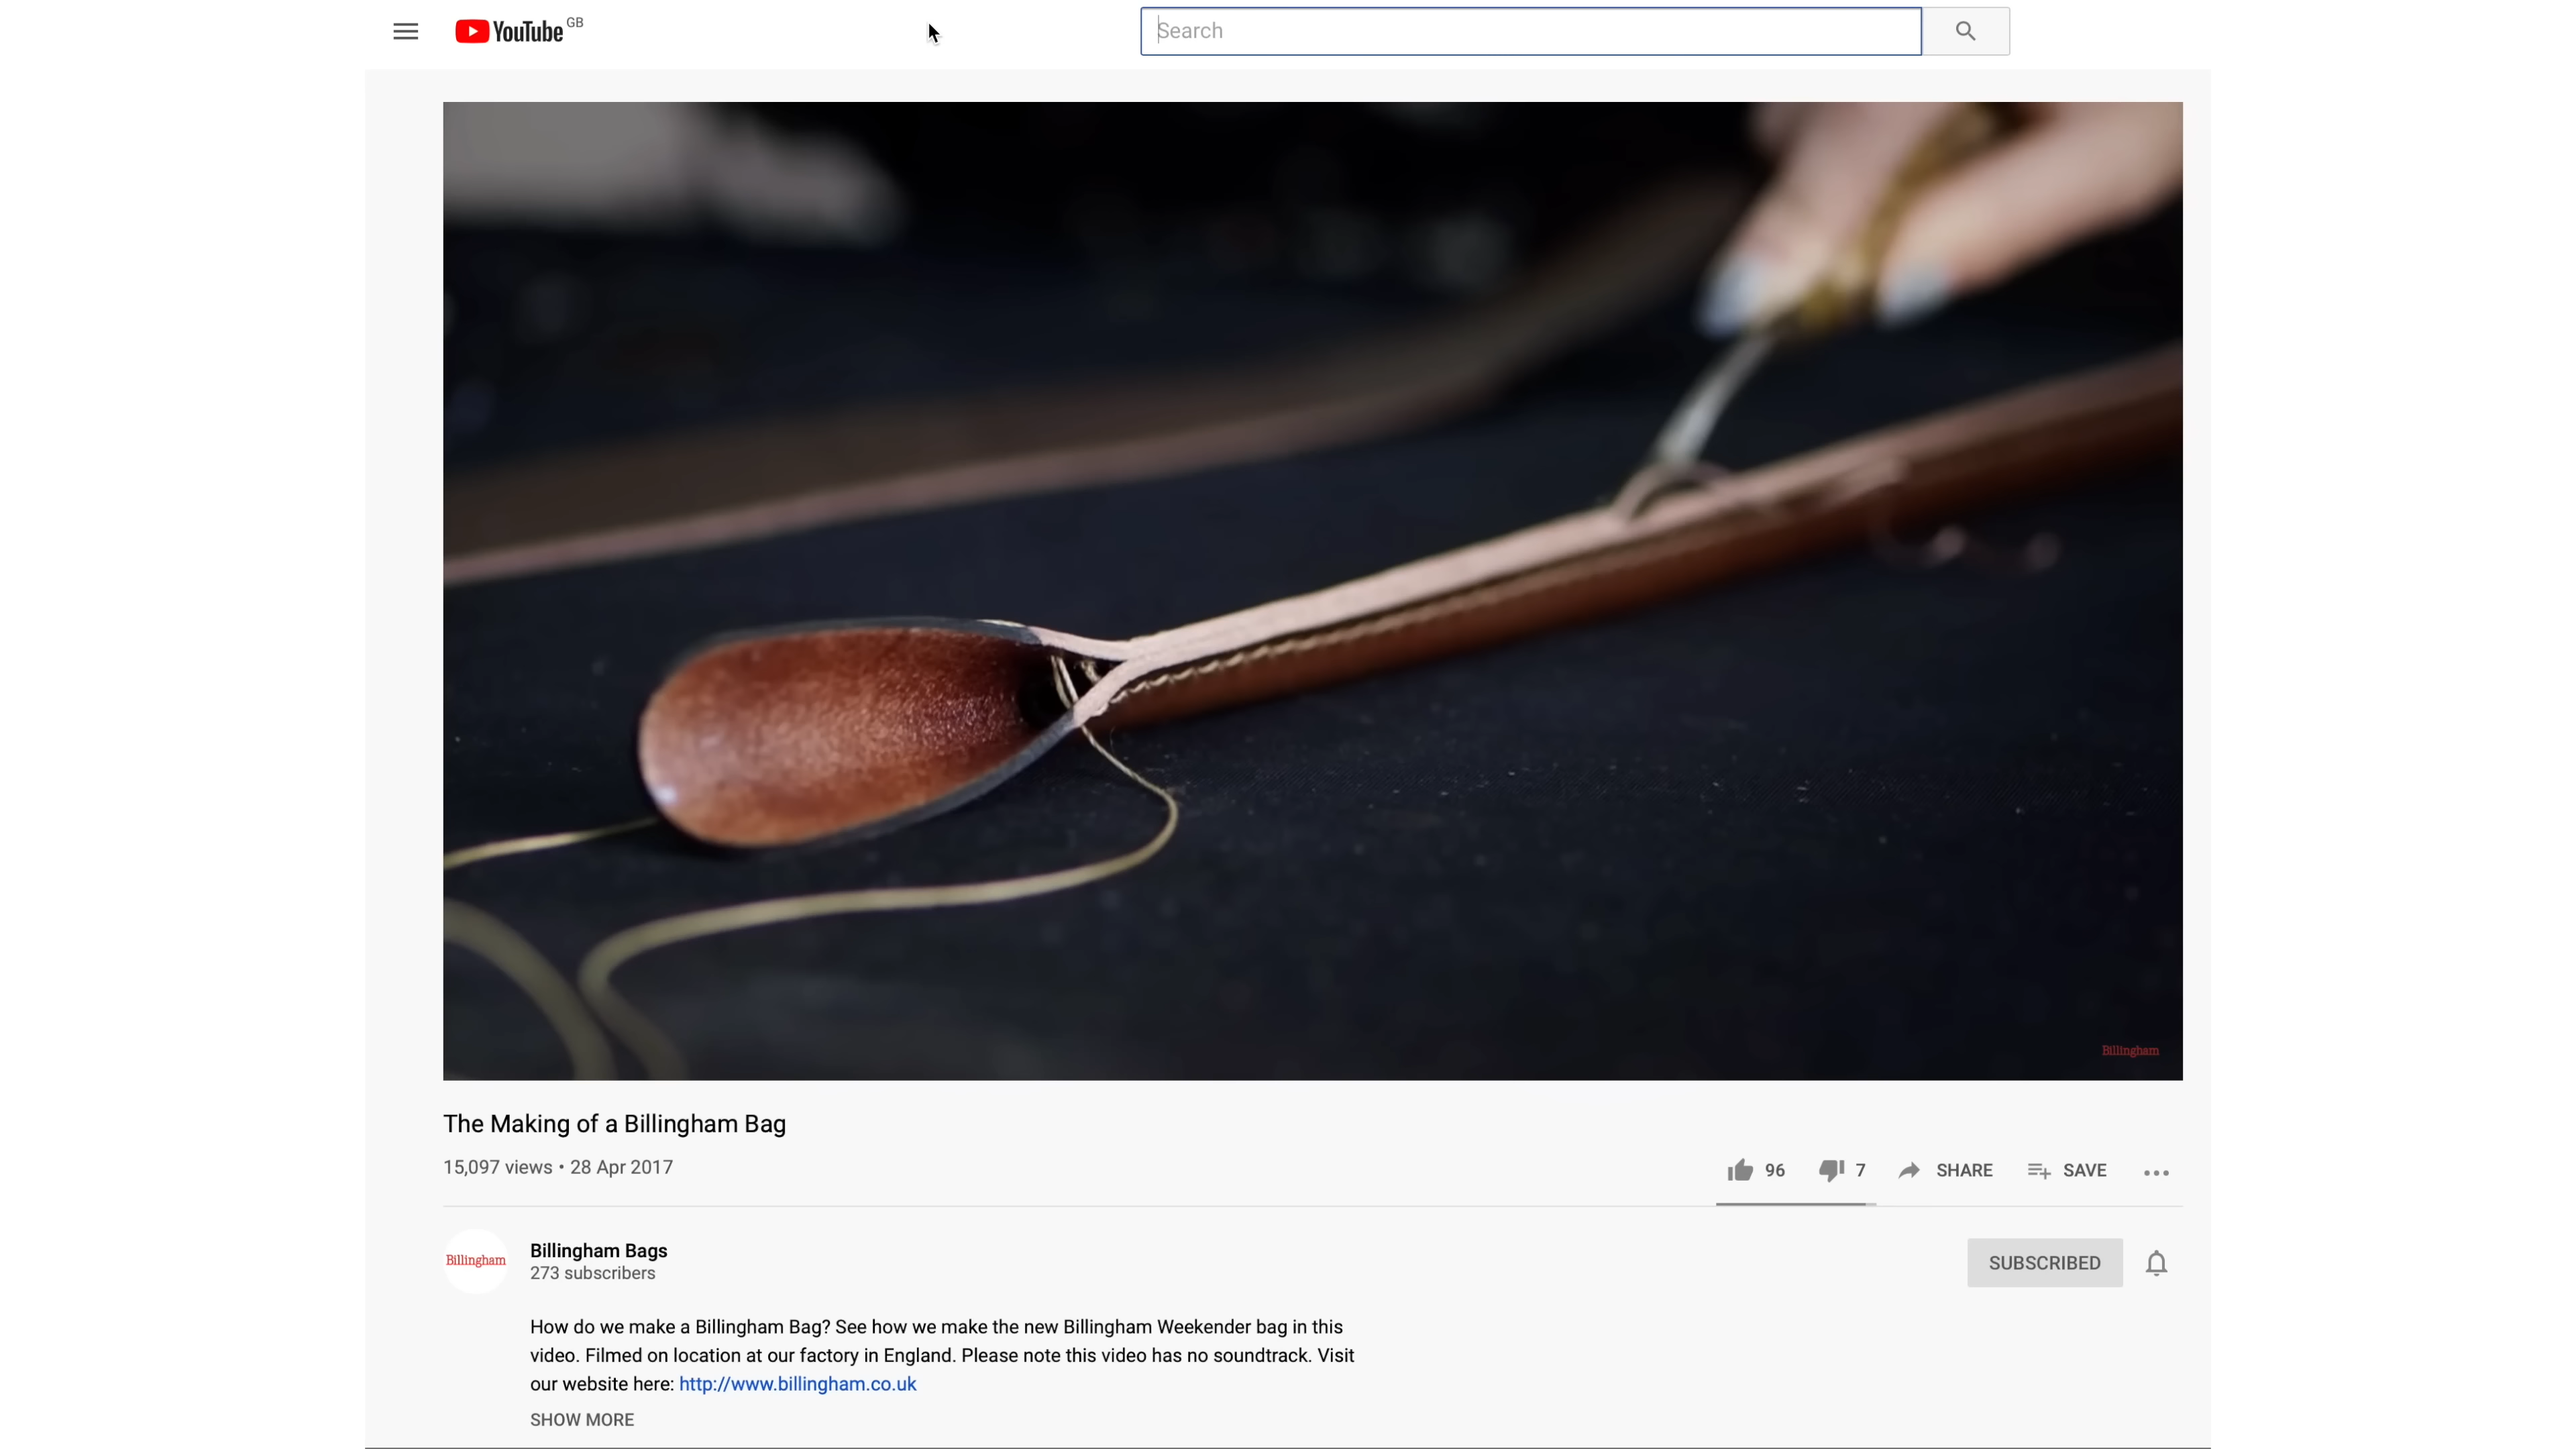 YouTube GB
Search
Billingham
The Making of a Billingham Bag
15,097 views • 28 Apr 2017
96 7 SHARE SAVE
Billingham
Billingham Bags
273 subscribers
SUBSCRIBED
How do we make a Billingham Bag? See how we make the new Billingham Weekender bag in this
video. Filmed on location at our factory in England. Please note this video has no soundtrack. Visit
our website here: http://www.billingham.co.uk
SHOW MORE